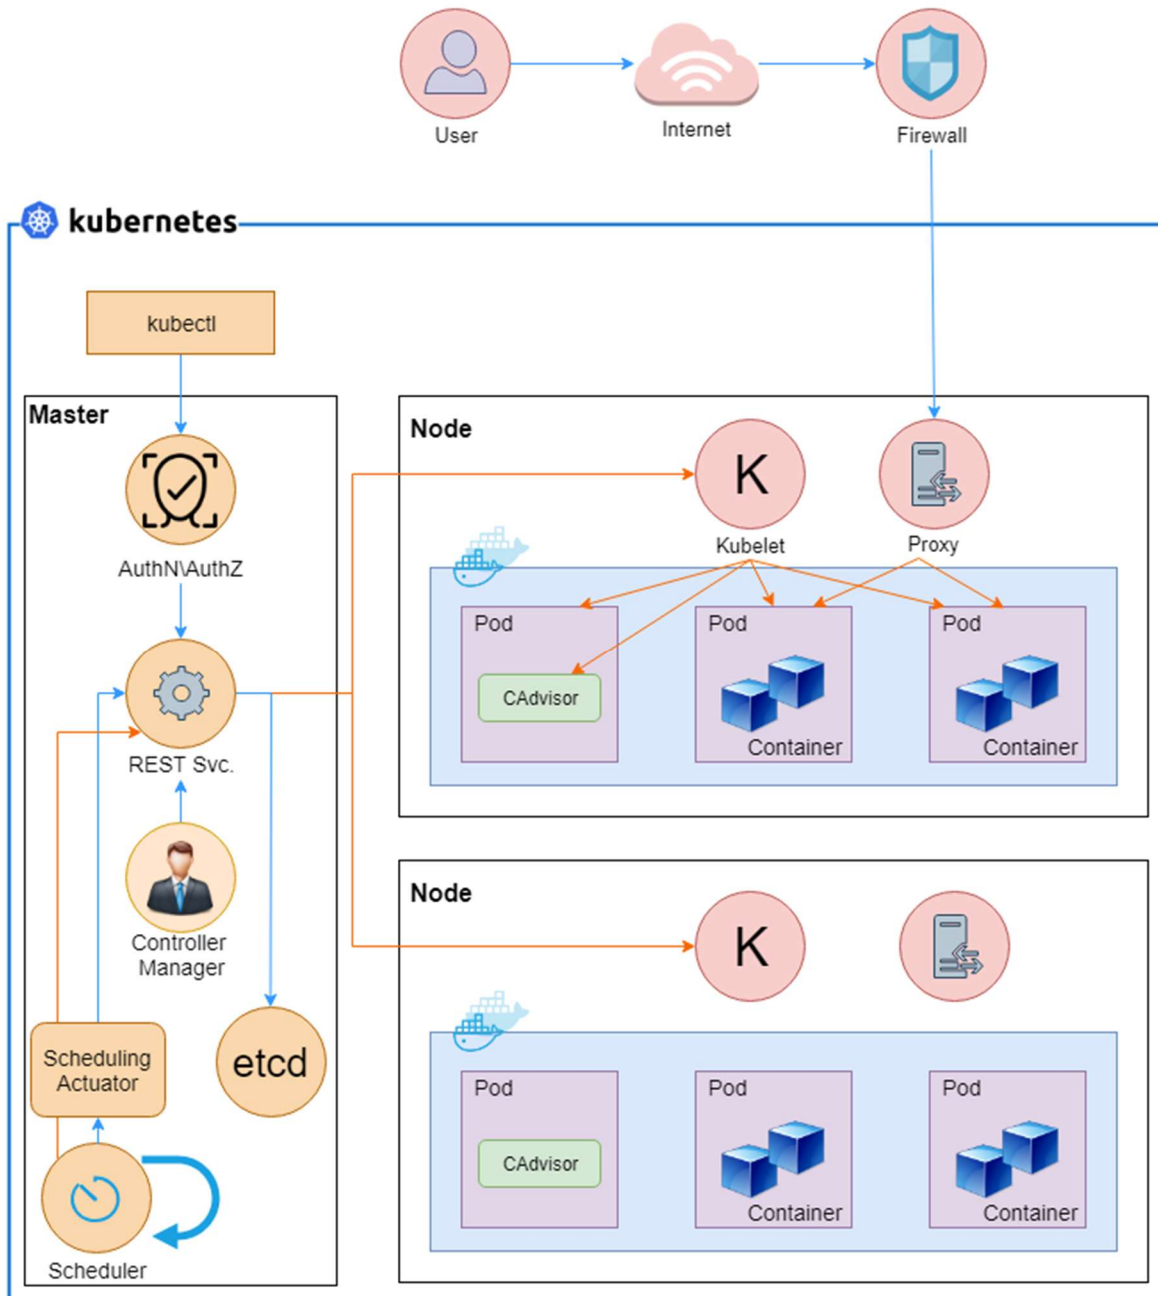 User
Internet
Firewall
kubernetes
kubectl
Master
AuthN\AuthZ
REST Svc.
Controller
Manager
Scheduling
Actuator
etcd
Scheduler
Node
K
Kubelet
Proxy
Pod
CAdvisor
Pod
Container
Pod
Container
Node
K
Pod
CAdvisor
Pod
Container
Pod
Container